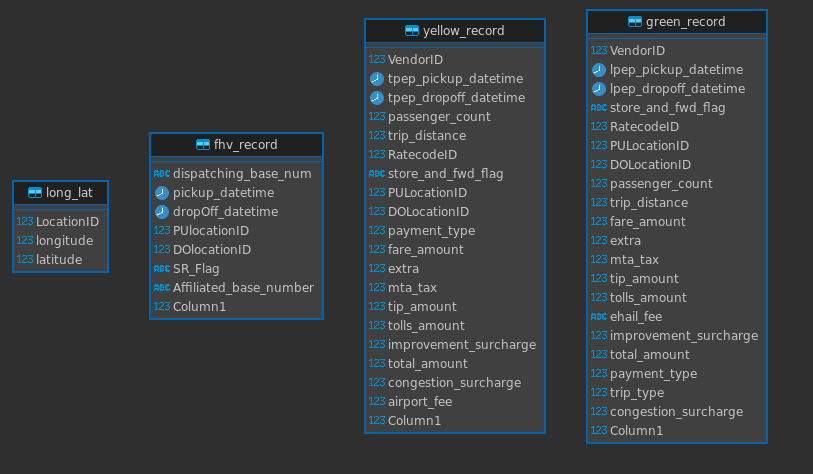 long_lat
123 LocationID
123 longitude
123 latitude
fhv_record
ABC dispatching_base_num
pickup_datetime
dropOff_datetime
123 PUlocationID
123 DOlocationID
ABC SR_Flag
ABC Affiliated_base_number
123 Column1
yellow_record
123 VendorID
tpep_pickup_datetime
tpep_dropoff_datetime
123 passenger_count
123 trip_distance
123 RatecodeID
ABC store_and_fwd_flag
123 PULocationID
123 DOLocationID
123 payment_type
123 fare_amount
123 extra
123 mta_tax
123 tip_amount
123 tolls_amount
123 improvement_surcharge
123 total_amount
123 congestion_surcharge
123 airport_fee
123 Column1
green_record
123 VendorID
lpep_pickup_datetime
lpep_dropoff_datetime
ABC store_and_fwd_flag
123 RatecodeID
123 PULocationID
123 DOLocationID
123 passenger_count
123 trip_distance
123 fare_amount
123 extra
123 mta_tax
123 tip_amount
123 tolls_amount
ABC ehail_fee
123 improvement_surcharge
123 total_amount
123 payment_type
123 trip_type
123 congestion_surcharge
123 Column1